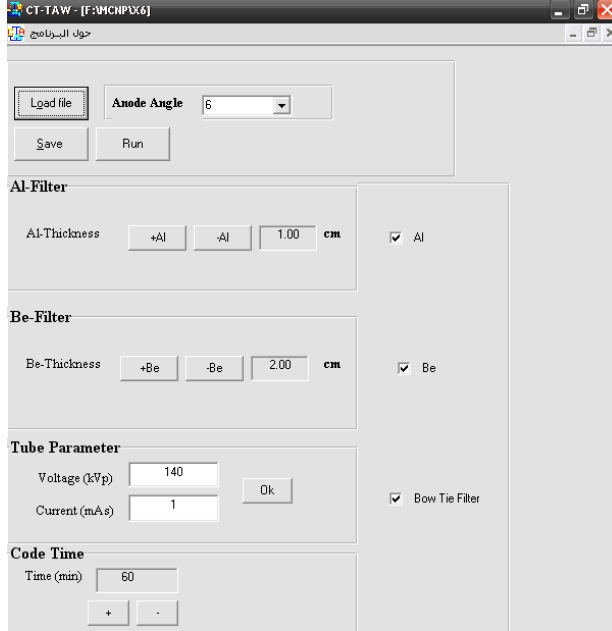 CT-TAW - [F:\MCNP\X6]
حول البرنامج
Load file
Anode Angle 6
Save Run
Al-Filter
Al-Thickness +Al -Al 1.00 cm
Al
Be-Filter
Be-Thickness +Be -Be 2.00 cm
Be
Tube Parameter
Voltage (kVp) 140
Ok
Current (mAs) 1
Bow Tie Filter
Code Time
Time (min) 60
+ -